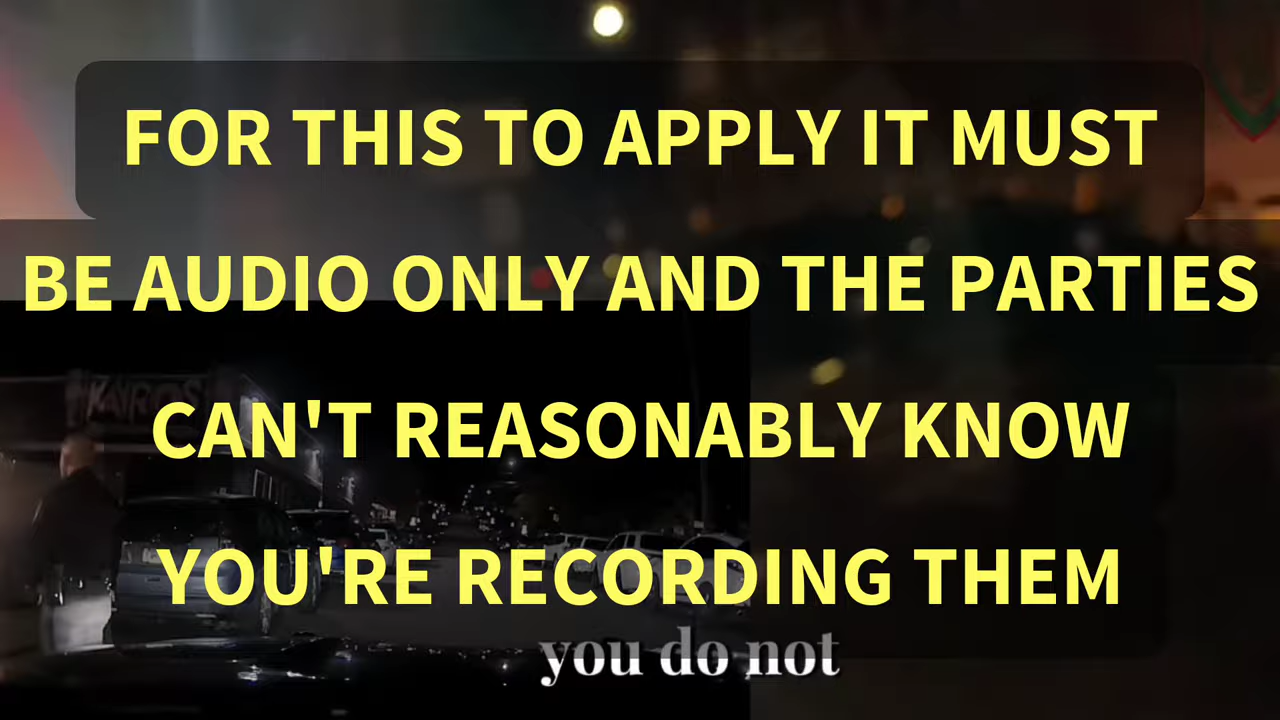 FOR THIS TO APPLY IT MUST
BE AUDIO ONLY AND THE PARTIES
CAN'T REASONABLY KNOW
YOU'RE RECORDING THEM
you do not